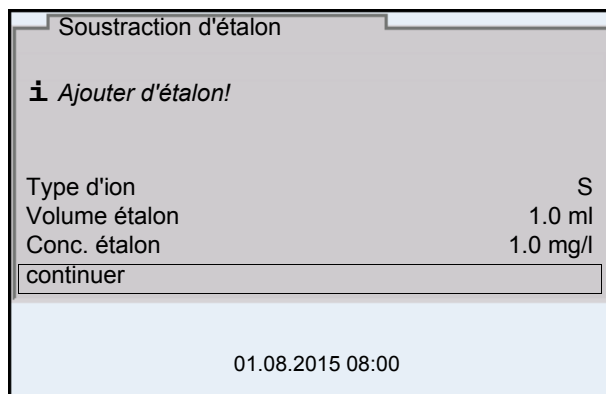 Soustraction d'étalon
i Ajouter d'étalon!
Type d'ion S
Volume étalon 1.0 ml
Conc. étalon 1.0 mg/l
continuer
01.08.2015 08:00